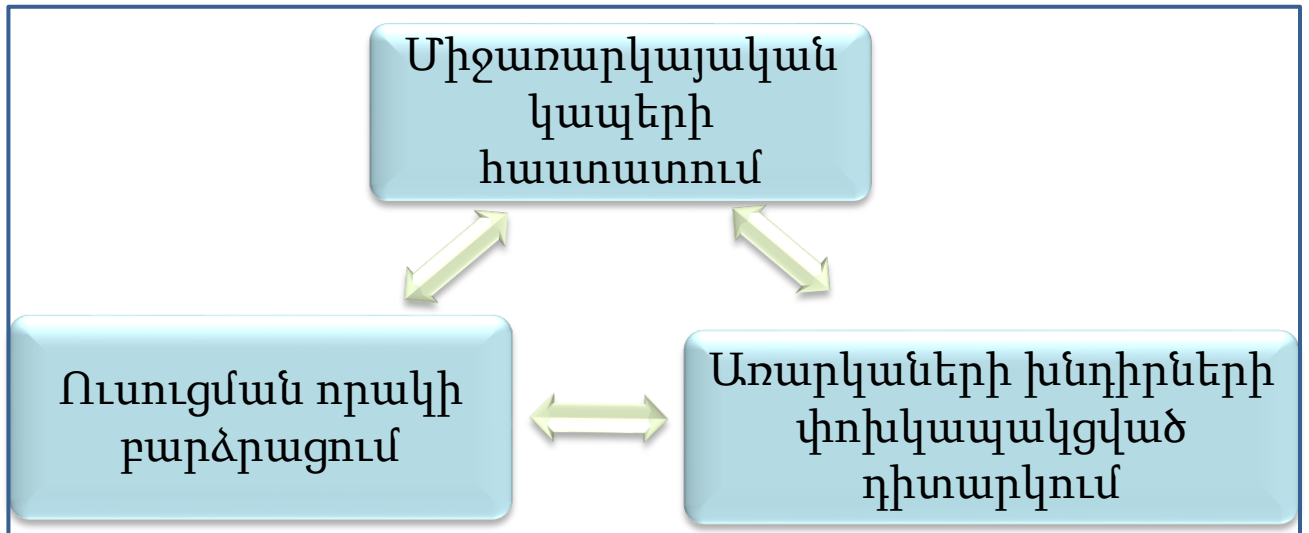 Միջառարկայական
կապերի
հաստատում
Ուսուցման որակի
բարձրացում
Առարկաների խնդիրների
փոխկապակցված
դիտարկում